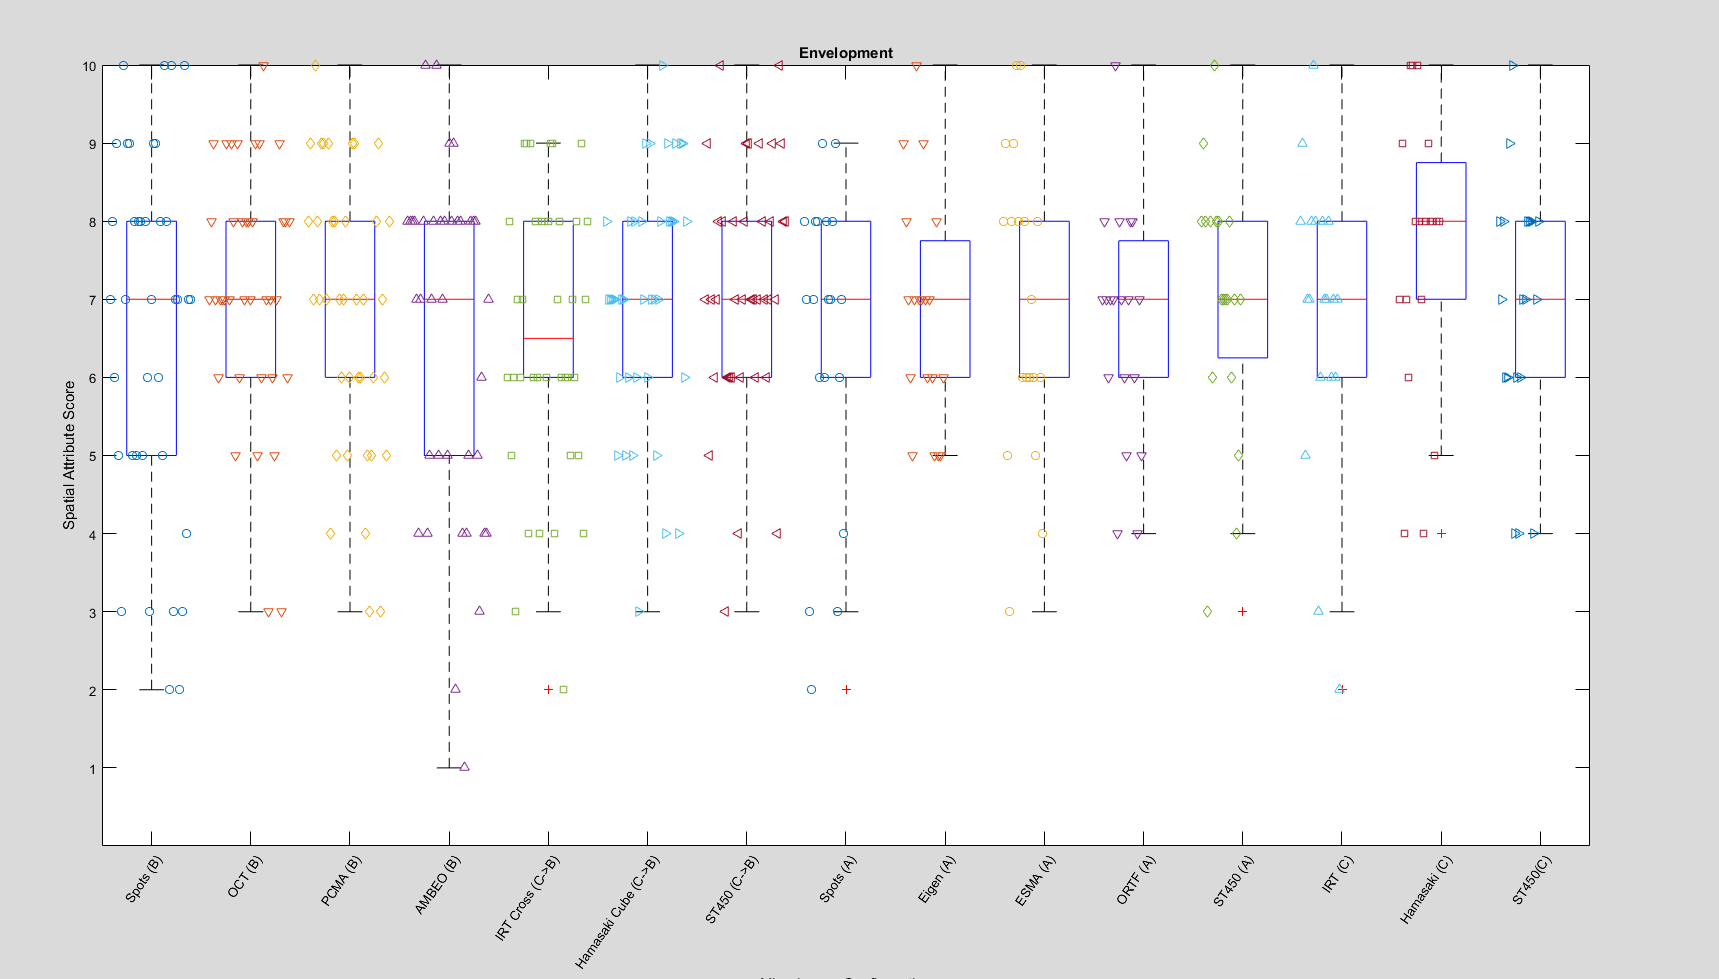 Envelopment
10
9
8
7
6
5
4
3
2
1
Spatial Attribute Score
Spots (B)
OCT (B)
PCMA (B)
AMBEO (B)
IRT Cross (C->B)
Hamasaki Cube (C->B)
ST450 (C->B)
Spots (A)
Eigen (A)
ESMA (A)
ORTF (A)
ST450 (A)
IRT (C)
Hamasaki (C)
ST450(C)